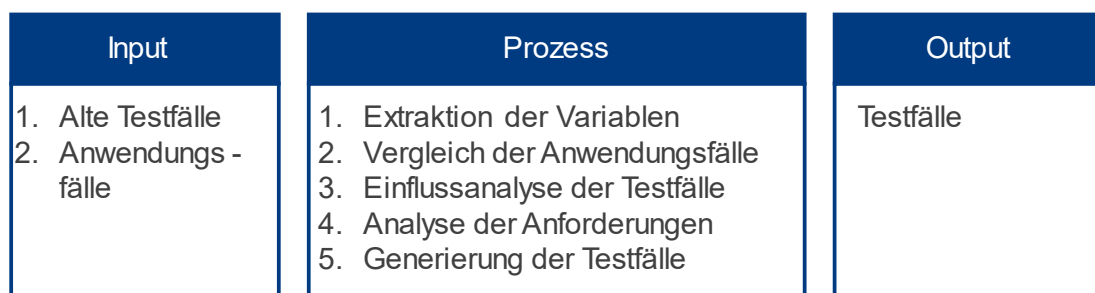 Input
1. Alte Testfälle
2. Anwendungs -
fälle
Prozess
1. Extraktion der Variablen
2. Vergleich der Anwendungsfälle
3. Einflussanalyse der Testfälle
4. Analyse der Anforderungen
5. Generierung der Testfälle
Output
Testfälle